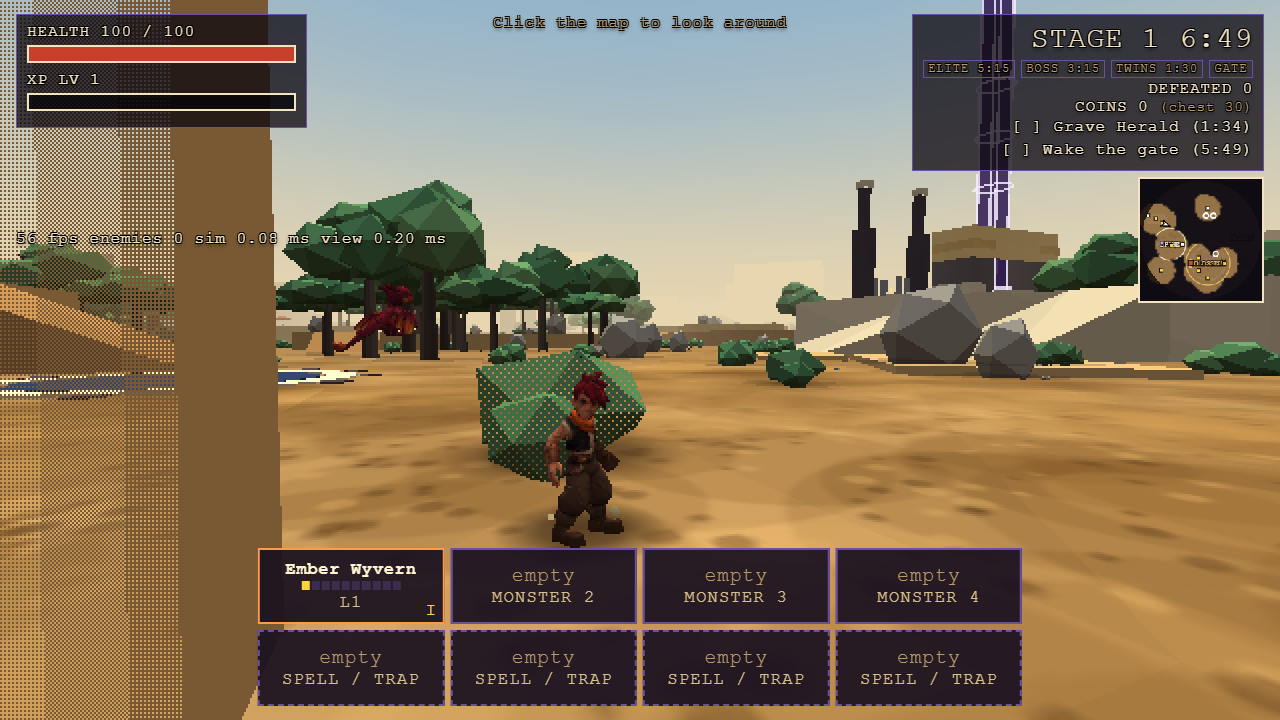 Click the map to look around
HEALTH 100 / 100
XP LV 1
STAGE 1 6:49
ELITE 5:15 BOSS 3:15 TWINS 1:30 GATE
DEFEATED 0
COINS 0 (chest 30)
[ ] Grave Herald (1:34)
[ ] Wake the gate (5:49)
56 fps enemies 0 sim 0.08 ms view 0.20 ms
Ember Wyvern
L1
I
empty
MONSTER 2
empty
MONSTER 3
empty
MONSTER 4
empty
SPELL / TRAP
empty
SPELL / TRAP
empty
SPELL / TRAP
empty
SPELL / TRAP